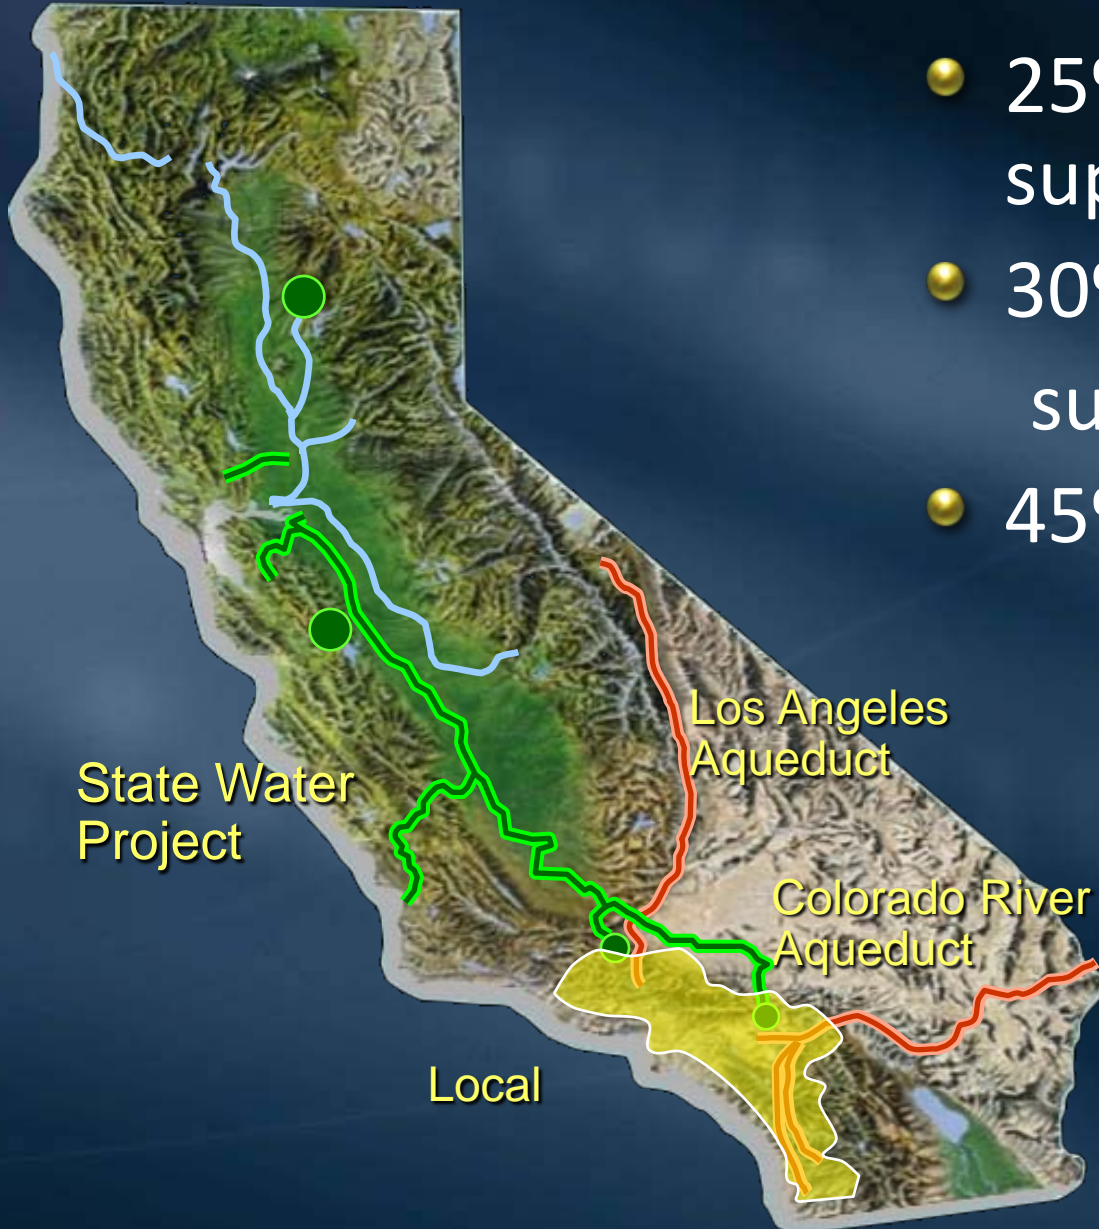 25%
sup
30%
su
45%
Los Angeles
Aqueduct
State Water
Project
Colorado River
Aqueduct
Local